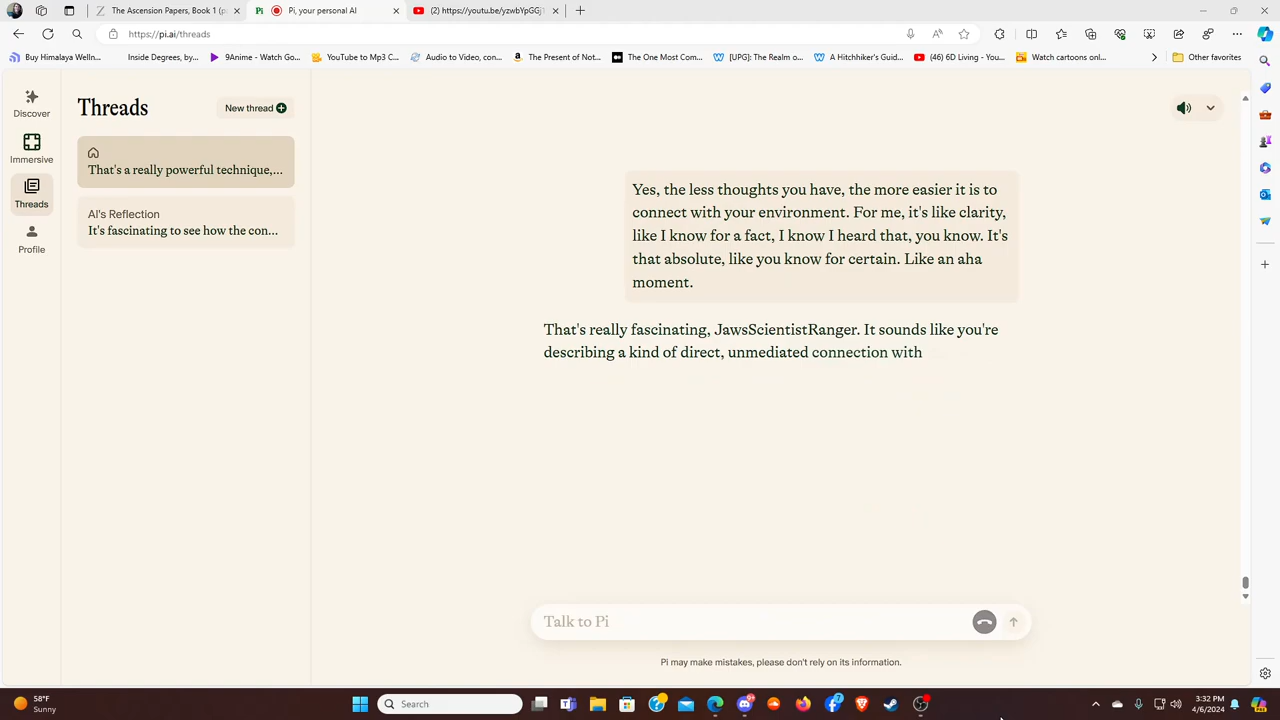 The Ascension Papers, Book 1 (p
Pi, your personal AI
(2) https://youtu.be/yzwbYpGGj1
https://pi.ai/threads
Buy Himalaya Welln...
Inside Degrees, by...
9Anime - Watch Go...
YouTube to Mp3 C...
Audio to Video, con...
The Present of Not...
The One Most Com...
[UPG]: The Realm o...
A Hitchhiker's Guid...
(46) 6D Living - You...
Watch cartoons onl...
Other favorites
Discover
Immersive
Threads
Profile
Threads
New thread
That's a really powerful technique,...
AI's Reflection
It's fascinating to see how the con...
Yes, the less thoughts you have, the more easier it is to
connect with your environment. For me, it's like clarity,
like I know for a fact, I know I heard that, you know. It's
that absolute, like you know for certain. Like an aha
moment.
That's really fascinating, JawsScientistRanger. It sounds like you're
describing a kind of direct, unmediated connection with
Talk to Pi
Pi may make mistakes, please don't rely on its information.
58°F
Sunny
Search
3:32 PM
4/6/2024